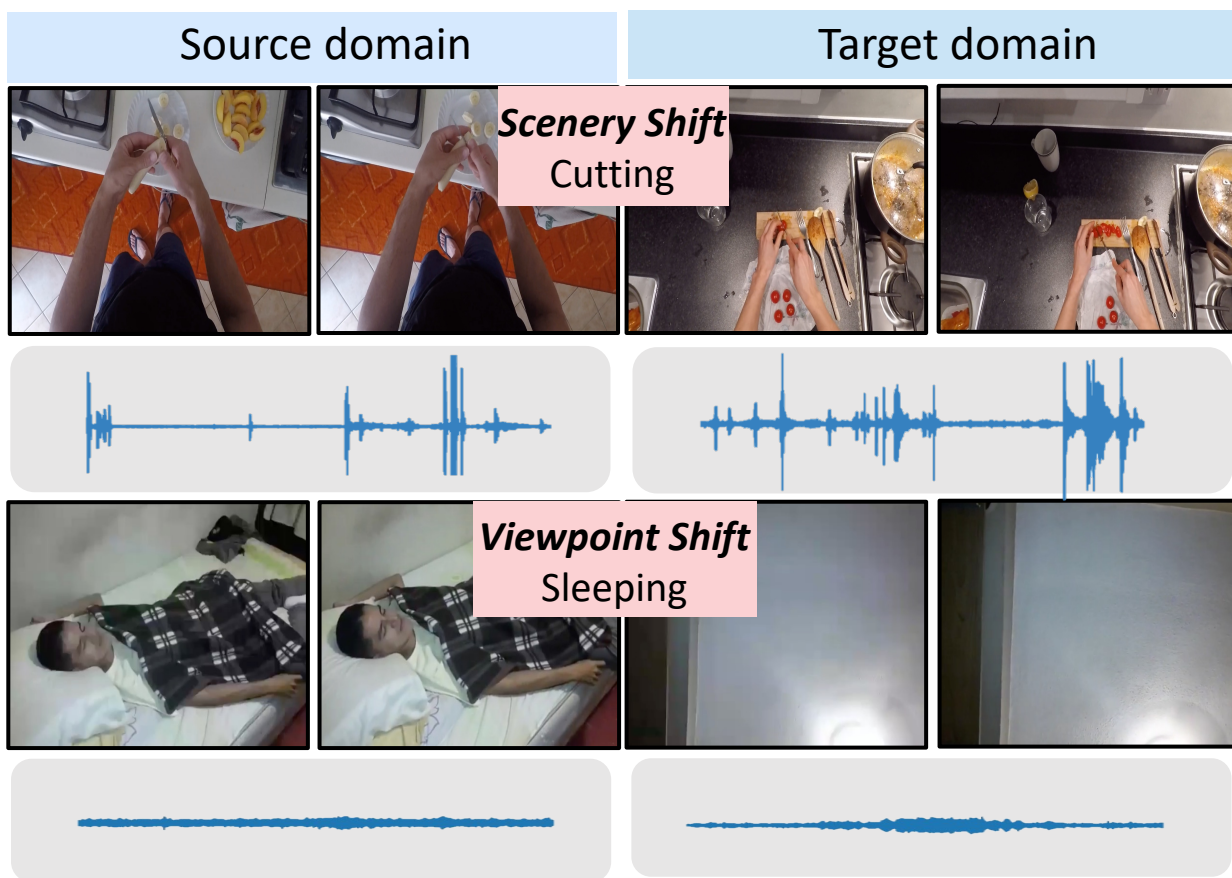 Source domain
Target domain
Scenery Shift
Cutting
Viewpoint Shift
Sleeping